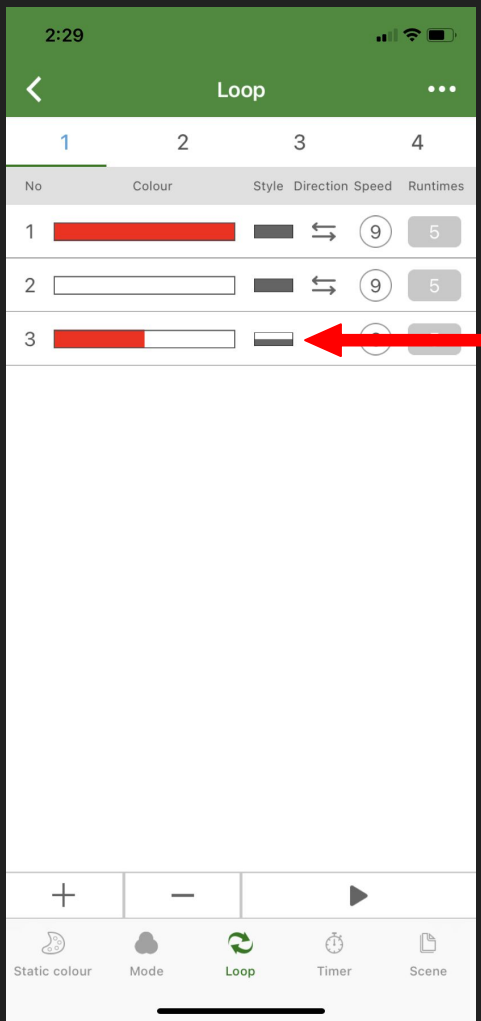 2:29
Loop
1 2 3 4
No Colour Style Direction Speed Runtimes
1 9 5
2 9 5
3
Static colour Mode Loop Timer Scene